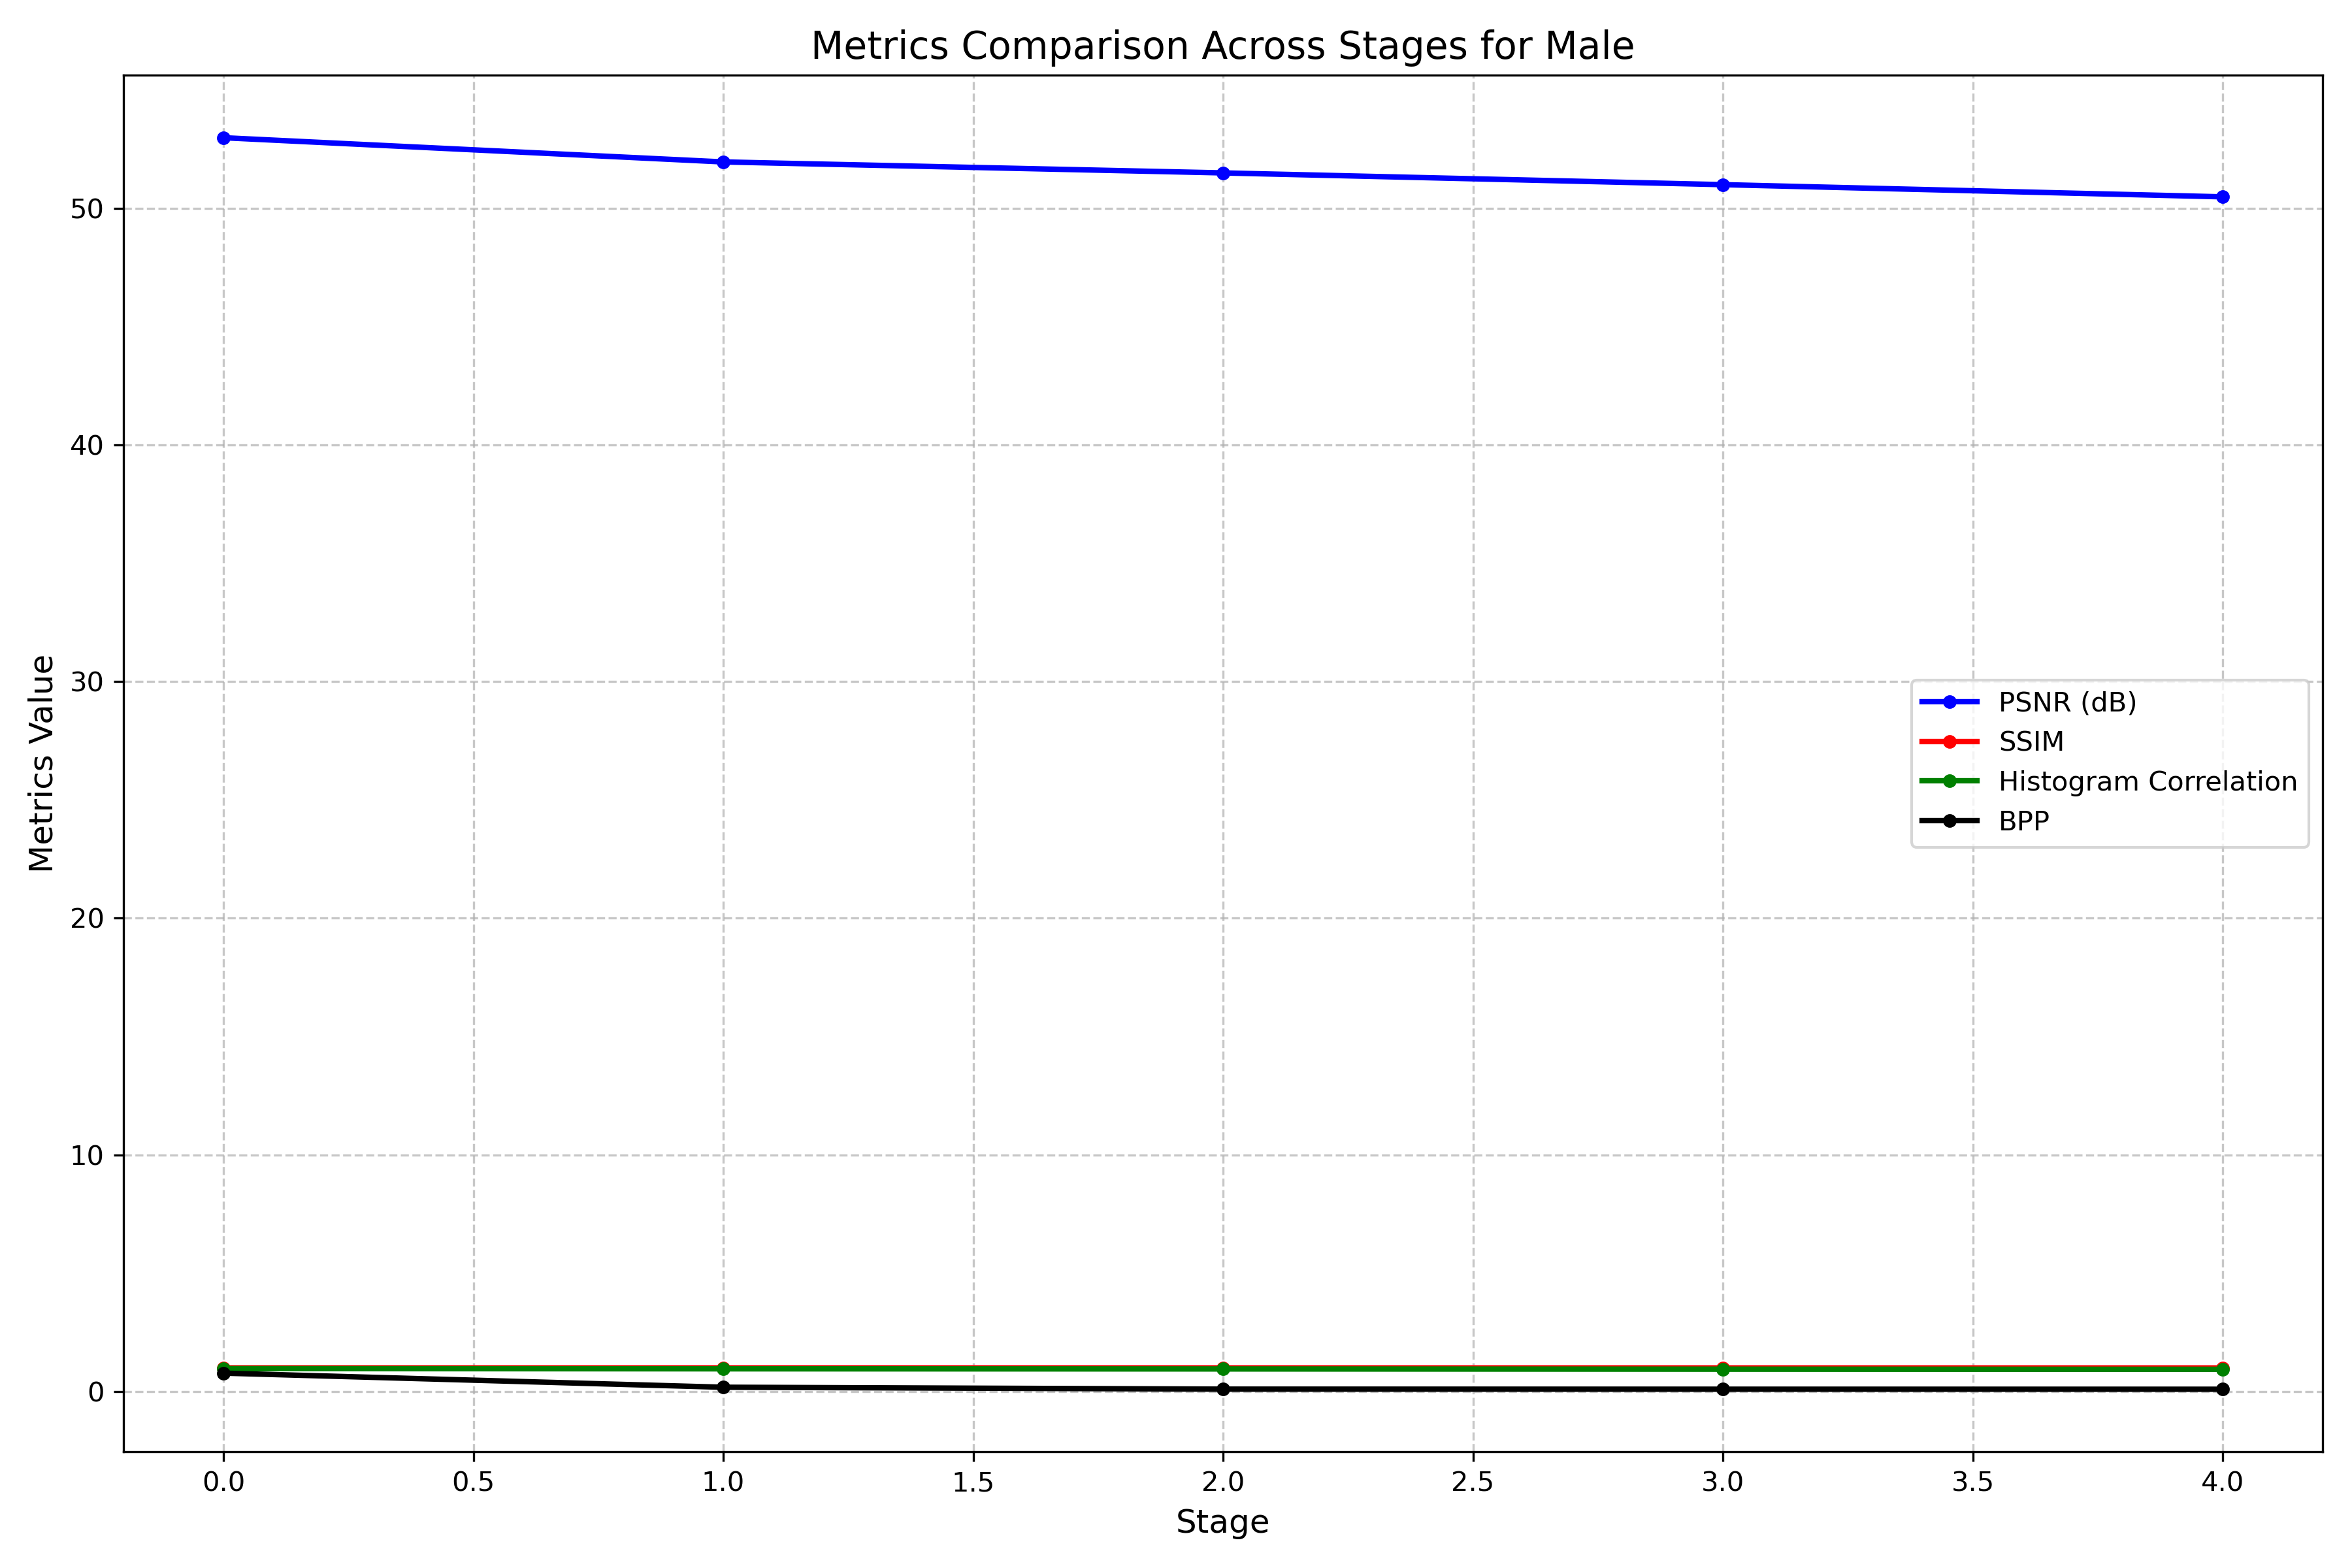 Metrics Comparison Across Stages for Male
Metrics Value
50
40
30
20
10
0
PSNR (dB)
SSIM
Histogram Correlation
BPP
0.0 0.5 1.0 1.5 2.0 2.5 3.0 3.5 4.0
Stage